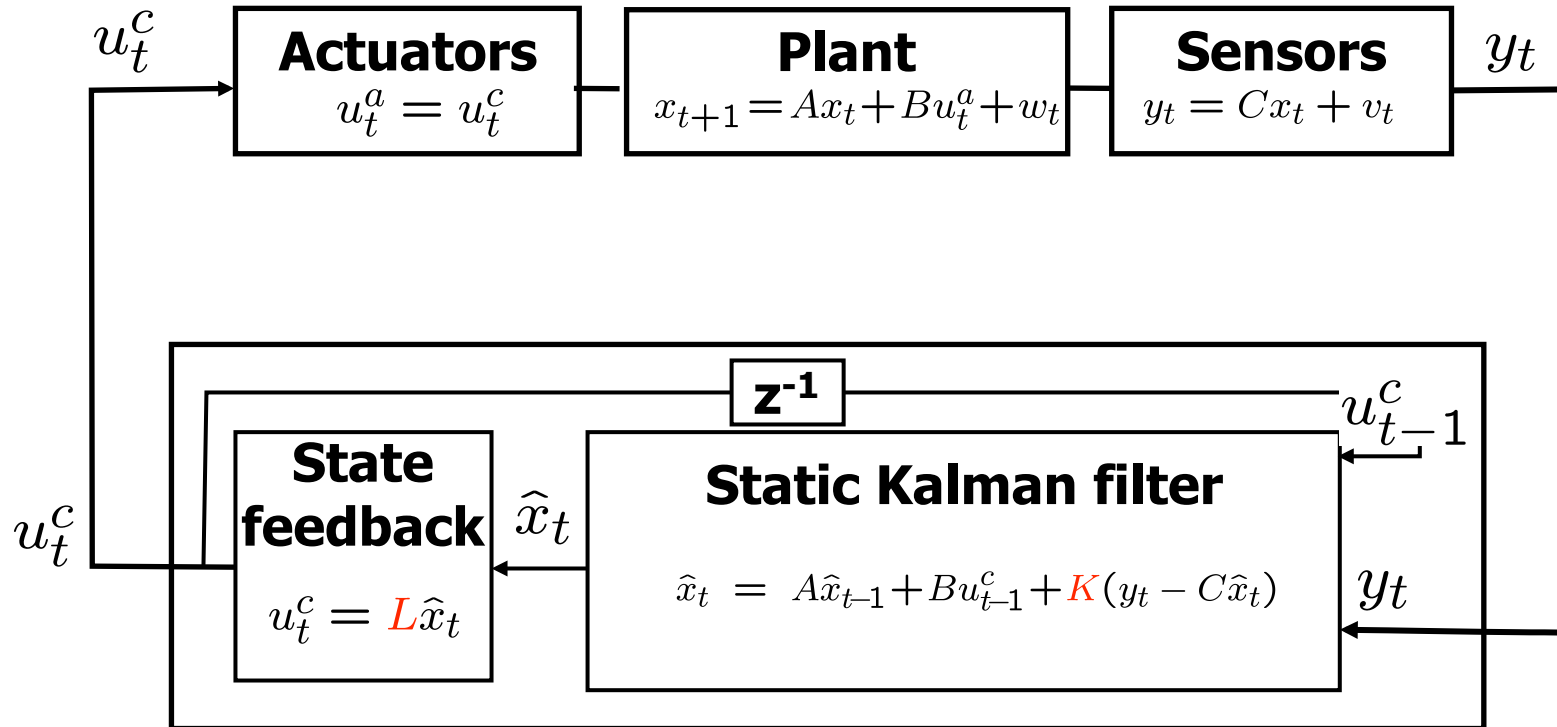 u_t^c
Actuators
u_t^a = u_t^c
Plant
x_{t+1} = Ax_t + Bu_t^a + w_t
Sensors
y_t = Cx_t + v_t
y_t
z^{-1}
u_{t-1}^c
State
feedback
u_t^c = Lx̂_t
u_t^c
x̂_t
Static Kalman filter
x̂_t = Ax̂_{t-1} + Bu_{t-1}^c + K(y_t - Cx̂_t)
y_t